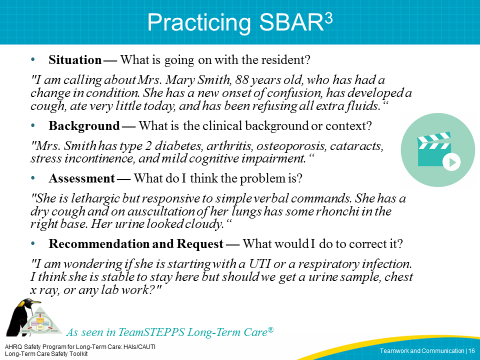 Practicing SBAR³
• Situation — What is going on with the resident?
"I am calling about Mrs. Mary Smith, 88 years old, who has had a
change in condition. She has a new onset of confusion, has developed a
cough, ate very little today, and has been refusing all extra fluids.“
• Background — What is the clinical background or context?
"Mrs. Smith has type 2 diabetes, arthritis, osteoporosis, cataracts,
stress incontinence, and mild cognitive impairment.“
• Assessment — What do I think the problem is?
"She is lethargic but responsive to simple verbal commands. She has a
dry cough and on auscultation of her lungs has some rhonchi in the
right base. Her urine looked cloudy.“
• Recommendation and Request — What would I do to correct it?
"I am wondering if she is starting with a UTI or a respiratory infection.
I think she is stable to stay here but should we get a urine sample, chest
x ray, or any lab work?"
As seen in TeamSTEPPS Long-Term Care®
AHRQ Safety Program for Long-Term Care: HAIs/CAUTI
Long-Term Care Safety Toolkit
Teamwork and Communication | 16